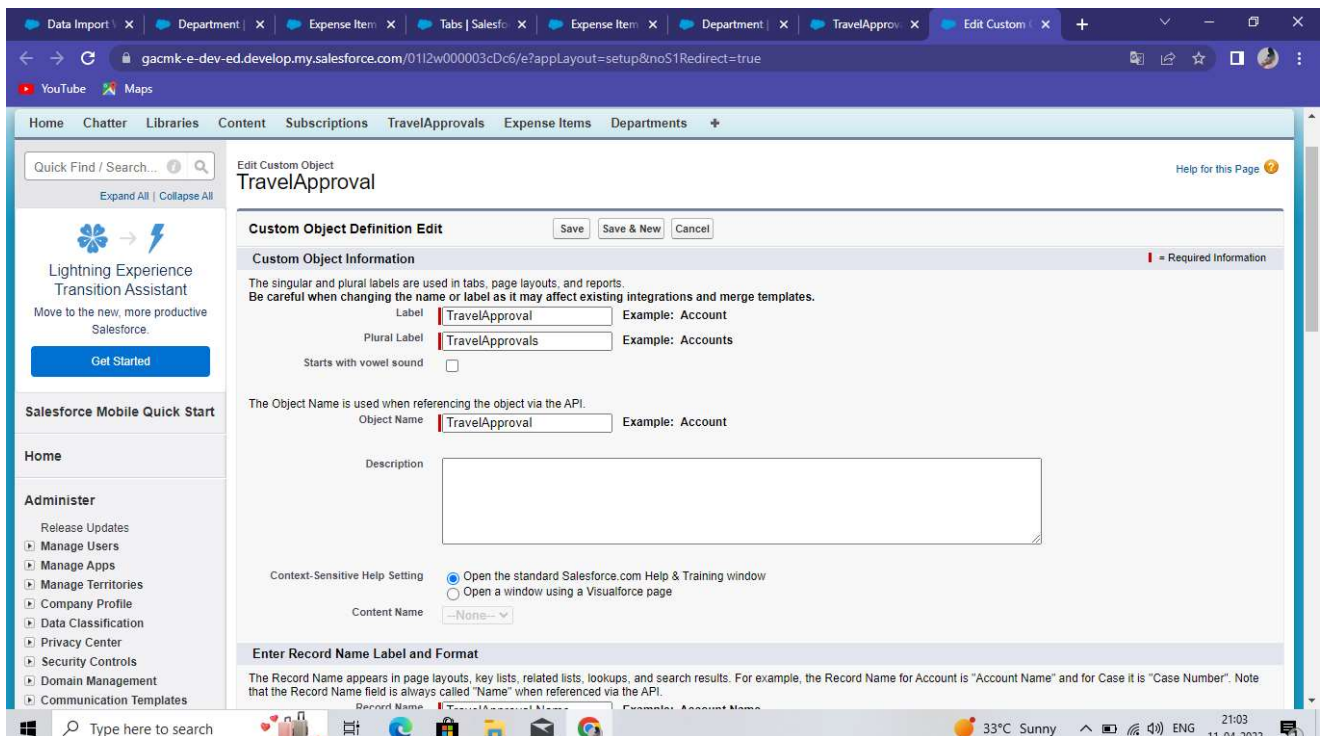 Data Import
Department
Expense Item
Tabs | Salesfo
Expense Item
Department
TravelApprov
Edit Custom
gacmk-e-dev-ed.develop.my.salesforce.com/01I2w000003cDc6/e?appLayout=setup&noS1Redirect=true
YouTube Maps
Home Chatter Libraries Content Subscriptions TravelApprovals Expense Items Departments +
Quick Find / Search...
Expand All | Collapse All
Lightning Experience
Transition Assistant
Move to the new, more productive
Salesforce.
Get Started
Salesforce Mobile Quick Start
Home
Administer
Release Updates
Manage Users
Manage Apps
Manage Territories
Company Profile
Data Classification
Privacy Center
Security Controls
Domain Management
Communication Templates
Edit Custom Object
TravelApproval
Help for this Page
Custom Object Definition Edit Save Save & New Cancel
Custom Object Information = Required Information
The singular and plural labels are used in tabs, page layouts, and reports.
Be careful when changing the name or label as it may affect existing integrations and merge templates.
Label TravelApproval Example: Account
Plural Label TravelApprovals Example: Accounts
Starts with vowel sound
The Object Name is used when referencing the object via the API.
Object Name TravelApproval Example: Account
Description
Context-Sensitive Help Setting Open the standard Salesforce.com Help & Training window
Open a window using a Visualforce page
Content Name --None--
Enter Record Name Label and Format
The Record Name appears in page layouts, key lists, related lists, lookups, and search results. For example, the Record Name for Account is "Account Name" and for Case it is "Case Number". Note
that the Record Name field is always called "Name" when referenced via the API.
Record Name TravelApproval Name Example: Account Name
Type here to search
33°C Sunny
ENG
21:03
11-04-2023